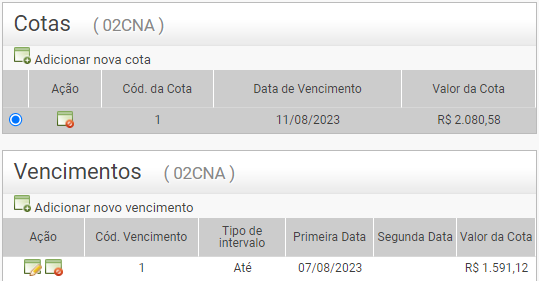 Cotas ( 02CNA )
Adicionar nova cota
Ação Cód. da Cota Data de Vencimento Valor da Cota
1 11/08/2023 R$ 2.080,58
Vencimentos ( 02CNA )
Adicionar novo vencimento
Ação Cód. Vencimento Tipo de intervalo Primeira Data Segunda Data Valor da Cota
1 Até 07/08/2023 R$ 1.591,12